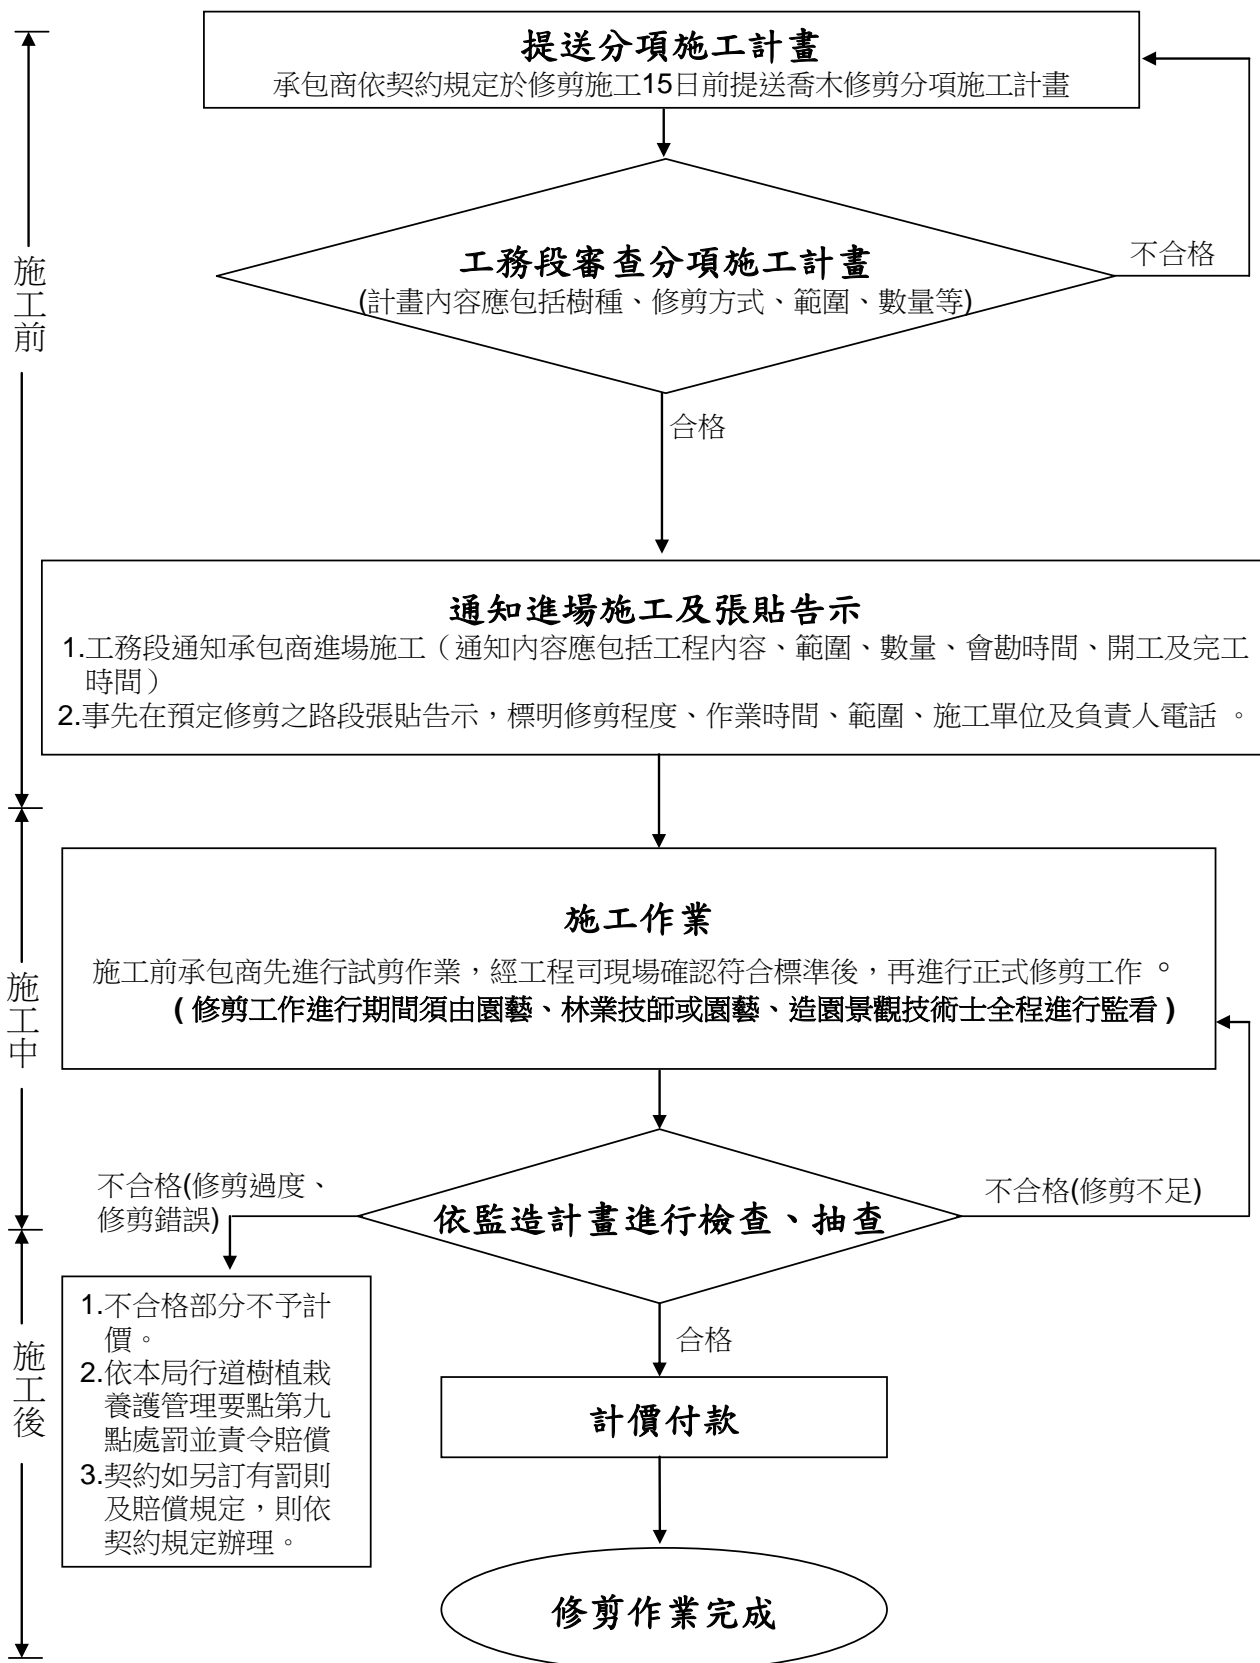 提送分項施工計畫
承包商依契約規定於修剪施工15日前提送喬木修剪分項施工計畫
施工前
工務段審查分項施工計畫
(計畫內容應包括樹種、修剪方式、範圍、數量等)
不合格
合格
通知進場施工及張貼告示
1.工務段通知承包商進場施工（通知內容應包括工程內容、範圍、數量、會勘時間、開工及完工
時間）
2.事先在預定修剪之路段張貼告示，標明修剪程度、作業時間、範圍、施工單位及負責人電話 。
施工中
施工作業
施工前承包商先進行試剪作業，經工程司現場確認符合標準後，再進行正式修剪工作 。
( 修剪工作進行期間須由園藝、林業技師或園藝、造園景觀技術士全程進行監看 )
不合格(修剪過度、
修剪錯誤)
依監造計畫進行檢查、抽查
不合格(修剪不足)
施工後
1.不合格部分不予計
價。
2.依本局行道樹植栽
養護管理要點第九
點處罰並責令賠償
3.契約如另訂有罰則
及賠償規定，則依
契約規定辦理。
合格
計價付款
修剪作業完成